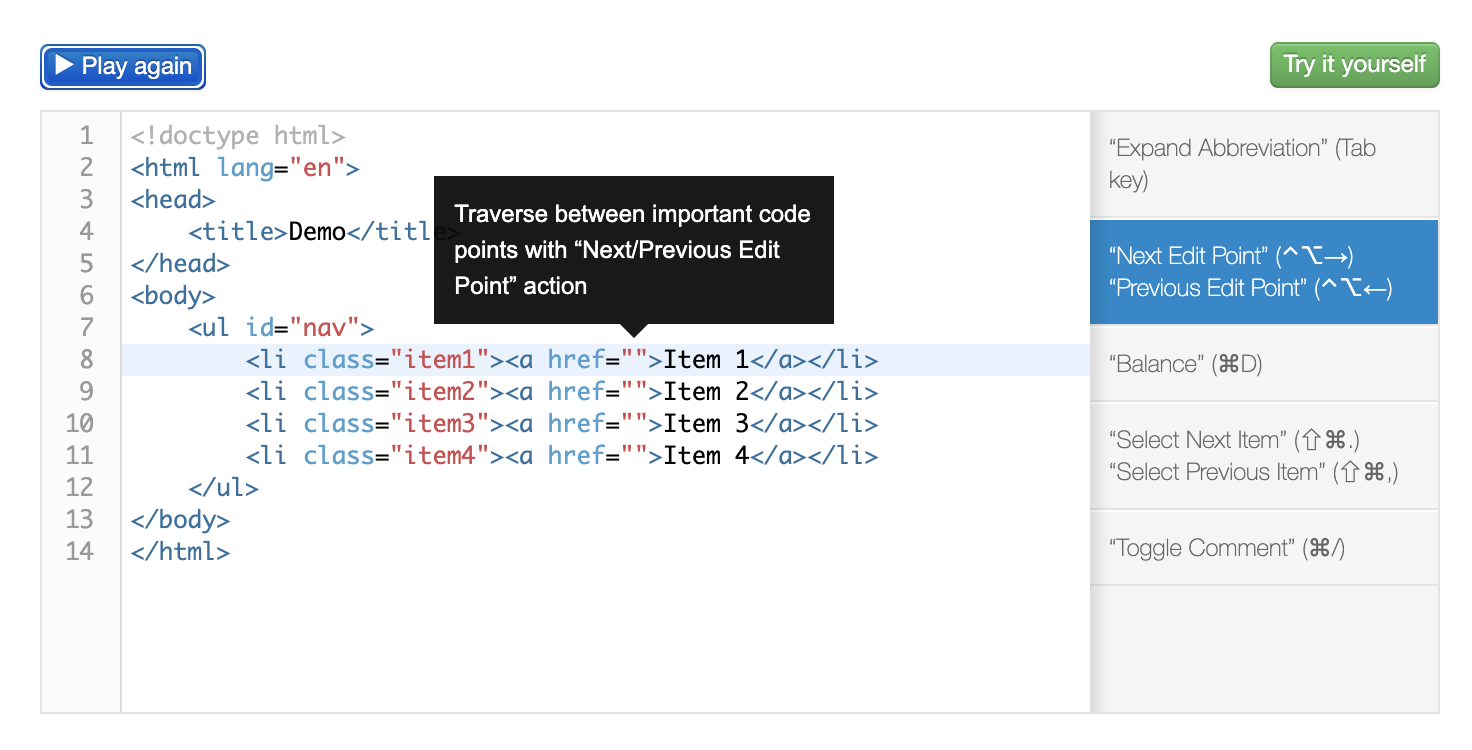 ▶ Play again
Try it yourself
1 <!doctype html>
2 <html lang="en">
3 <head>
4     <title>Demo</title>
5 </head>
6 <body>
7     <ul id="nav">
8         <li class="item1"><a href="">Item 1</a></li>
9         <li class="item2"><a href="">Item 2</a></li>
10         <li class="item3"><a href="">Item 3</a></li>
11         <li class="item4"><a href="">Item 4</a></li>
12     </ul>
13 </body>
14 </html>
Traverse between important code
points with “Next/Previous Edit
Point” action
“Expand Abbreviation” (Tab
key)
“Next Edit Point” (⌃⌥→)
“Previous Edit Point” (⌃⌥←)
“Balance” (⌘D)
“Select Next Item” (⇧⌘.)
“Select Previous Item” (⇧⌘,)
“Toggle Comment” (⌘/)